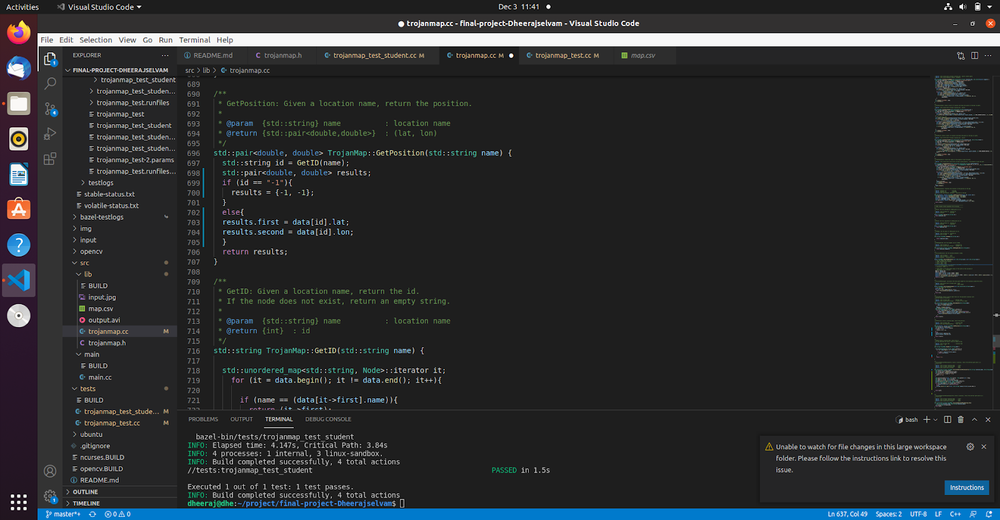 Activities
Visual Studio Code
Dec 3 11:41
trojanmap.cc - final-project-Dheerajselvam - Visual Studio Code
File Edit Selection View Go Run Terminal Help
EXPLORER
README.md
trojanmap.h
trojanmap_test_student.cc M
trojanmap.cc M
trojanmap_test.cc M
map.csv
FINAL-PROJECT-DHEERAJSELVAM
src > lib > trojanmap.cc
trojanmap_test_student
trojanmap_test_studen...
trojanmap_test.runfiles
trojanmap_test
trojanmap_test_student
trojanmap_test_studen...
trojanmap_test_studen...
trojanmap_test-2.params
trojanmap_test.runfiles...
testlogs
stable-status.txt
volatile-status.txt
bazel-testlogs
img
input
opencv
src
lib
BUILD
input.jpg
map.csv
output.avi
trojanmap.cc M
trojanmap.h
main
BUILD
main.cc
tests
BUILD
trojanmap_test_stude... M
trojanmap_test.cc M
ubuntu
.gitignore
ncurses.BUILD
opencv.BUILD
README.md
OUTLINE
TIMELINE
689
690 /**
691 * GetPosition: Given a location name, return the position.
692 *
693 * @param {std::string} name : location name
694 * @return {std::pair<double,double>} : (lat, lon)
695 */
696 std::pair<double, double> TrojanMap::GetPosition(std::string name) {
697 std::string id = GetID(name);
698 std::pair<double, double> results;
699 if (id == "-1"){
700 results = {-1, -1};
701 }
702 else{
703 results.first = data[id].lat;
704 results.second = data[id].lon;
705 }
706 return results;
707 }
708
709 /**
710 * GetID: Given a location name, return the id.
711 * If the node does not exist, return an empty string.
712 *
713 * @param {std::string} name : location name
714 * @return {int} : id
715 */
716 std::string TrojanMap::GetID(std::string name) {
717
718 std::unordered_map<std::string, Node>::iterator it;
719 for (it = data.begin(); it != data.end(); it++){
720
721 if (name == (data[it->first].name)){
return (it->first);
PROBLEMS OUTPUT TERMINAL DEBUG CONSOLE
bash
bazel-bin/tests/trojanmap_test_student
INFO: Elapsed time: 4.147s, Critical Path: 3.84s
INFO: 4 processes: 1 internal, 3 linux-sandbox.
INFO: Build completed successfully, 4 total actions
//tests:trojanmap_test_student PASSED in 1.5s
Executed 1 out of 1 test: 1 test passes.
INFO: Build completed successfully, 4 total actions
dheeraj@dhe:~/project/final-project-Dheerajselvam$
Unable to watch for file changes in this large workspace
folder. Please follow the instructions link to resolve this
issue.
Instructions
master*+ 0 0
Ln 637, Col 49 Spaces: 2 UTF-8 LF C++